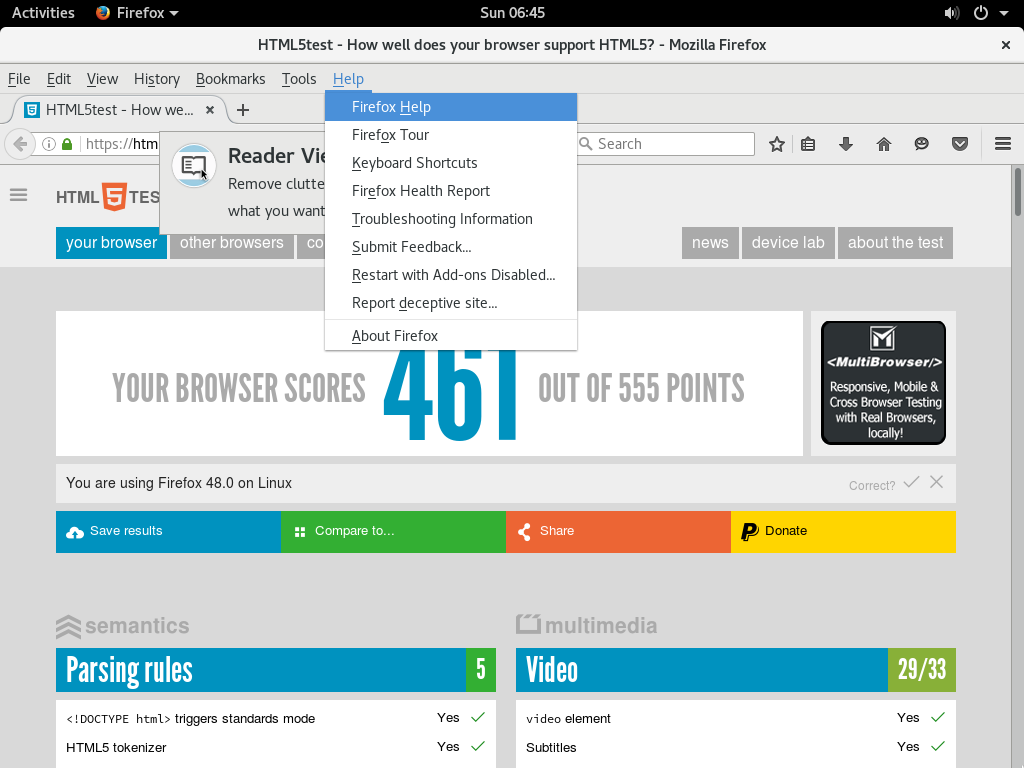 Activities Firefox Sun 06:45
HTML5test - How well does your browser support HTML5? - Mozilla Firefox
File Edit View History Bookmarks Tools Help
HTML5test - How we...
https://htm
Search
Firefox Help
Firefox Tour
Keyboard Shortcuts
Firefox Health Report
Troubleshooting Information
Submit Feedback...
Restart with Add-ons Disabled...
Report deceptive site...
About Firefox
Reader Vie
Remove clutte
what you want
HTML 5 TES
your browser other browsers co news device lab about the test
YOUR BROWSER SCORES 461 OUT OF 555 POINTS
<MultiBrowser/>
Responsive, Mobile &
Cross Browser Testing
with Real Browsers,
locally!
You are using Firefox 48.0 on Linux Correct?
Save results Compare to... Share Donate
semantics
Parsing rules 5
<!DOCTYPE html> triggers standards mode Yes
HTML5 tokenizer Yes
multimedia
Video 29/33
video element Yes
Subtitles Yes